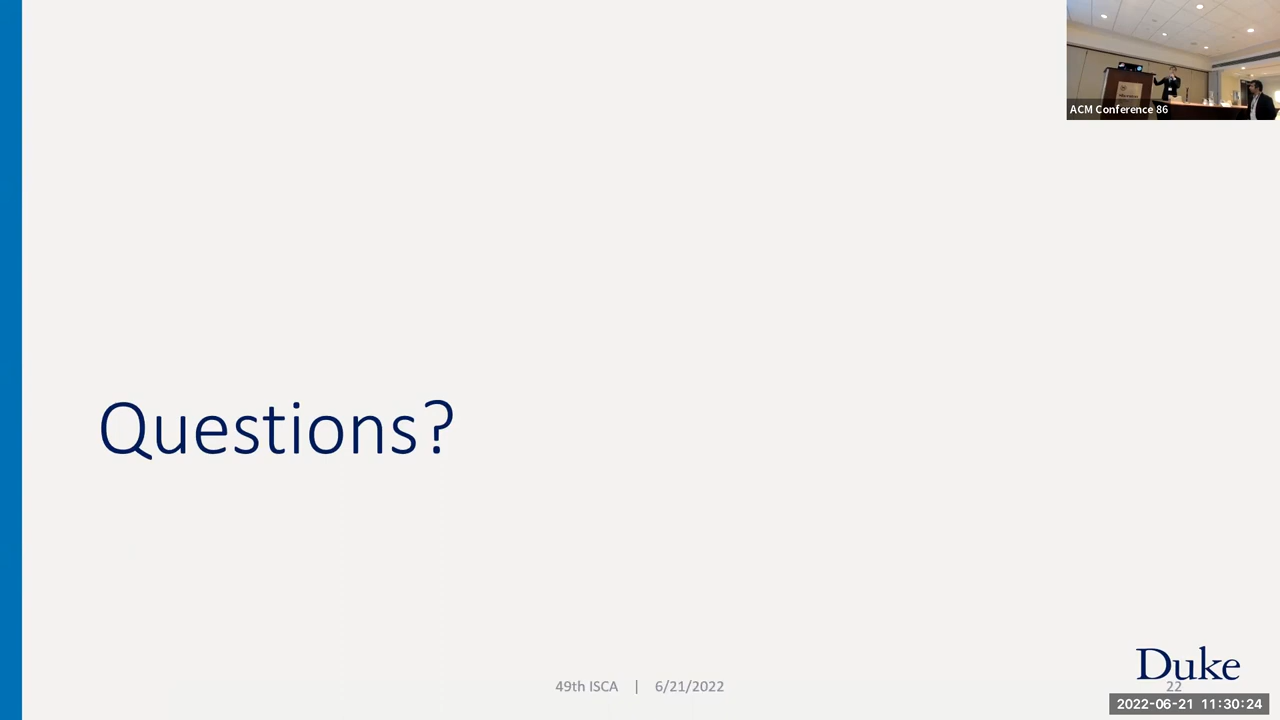 ACM Conference 86
Questions?
49th ISCA | 6/21/2022
Duke
22
2022-06-21 11:30:24